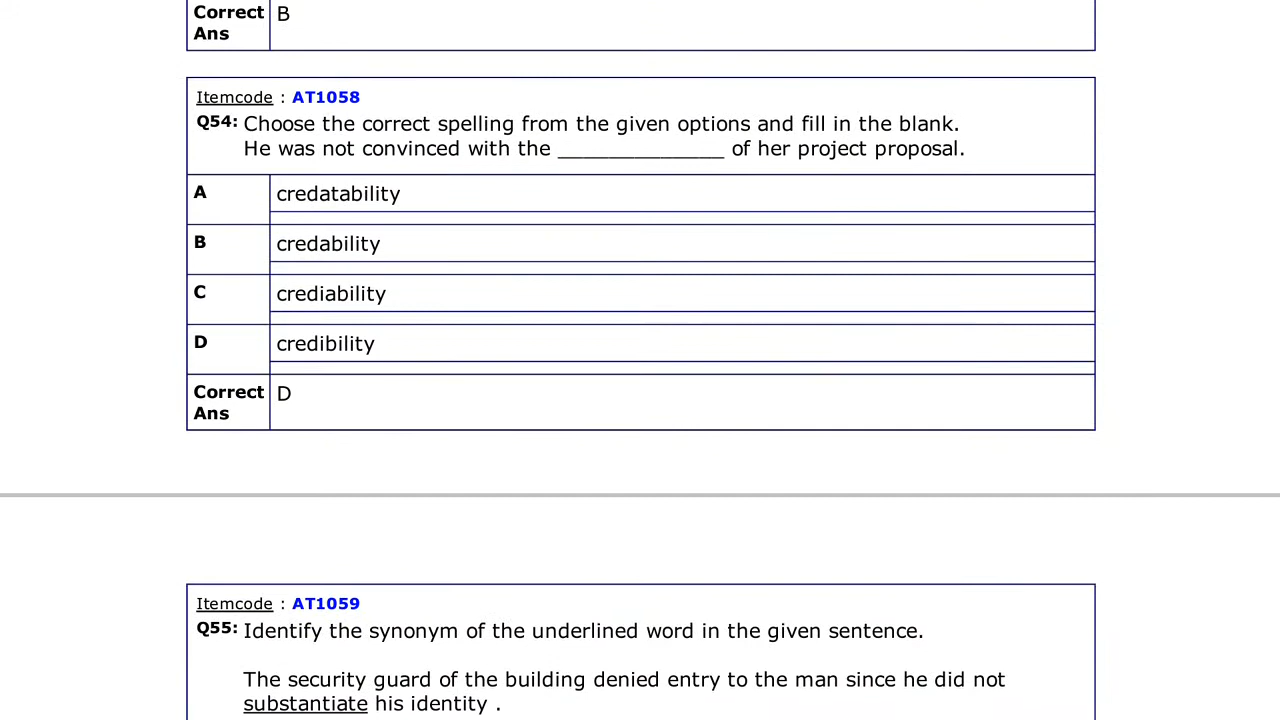 Correct B
Ans
Itemcode : AT1058
Q54: Choose the correct spelling from the given options and fill in the blank.
He was not convinced with the _______________ of her project proposal.
A credatability
B credability
C crediability
D credibility
Correct D
Ans
Itemcode : AT1059
Q55: Identify the synonym of the underlined word in the given sentence.
The security guard of the building denied entry to the man since he did not
substantiate his identity .